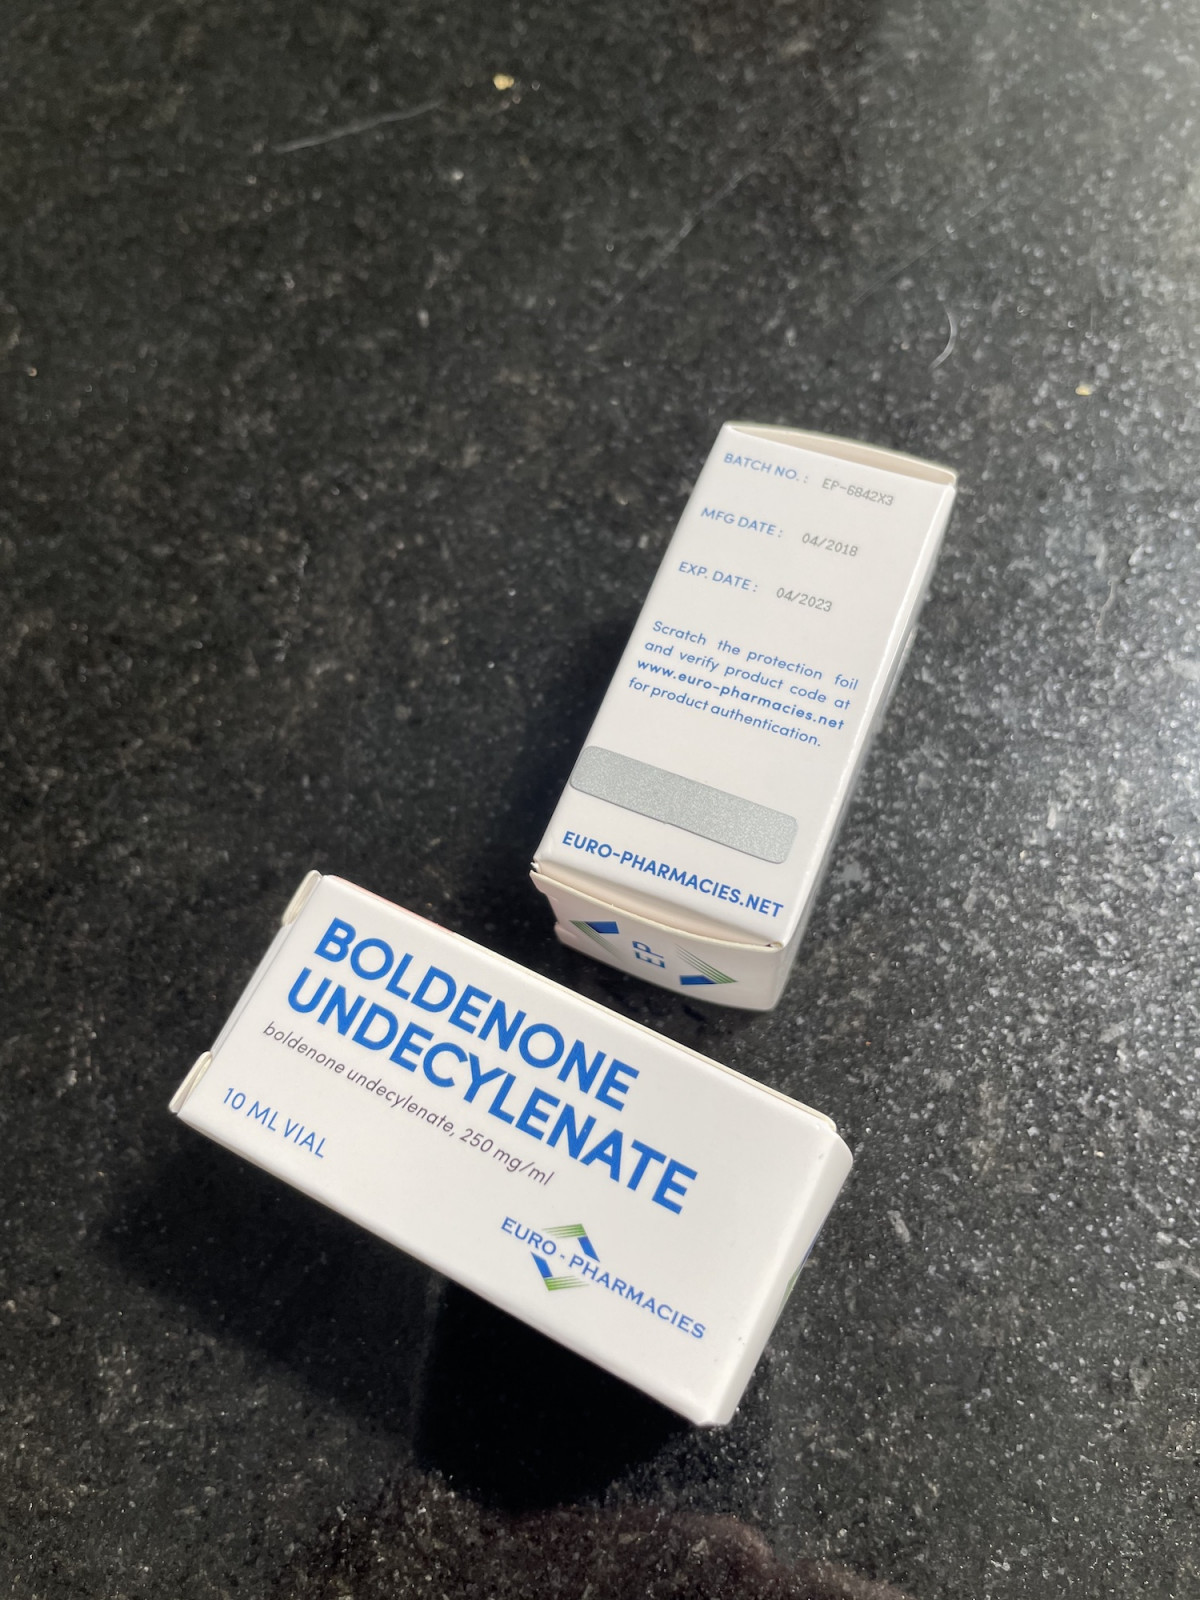 BATCH NO. : EP-6842X3
MFG DATE : 04/2018
EXP. DATE : 04/2023
Scratch the protection foil
and verify product code at
www.euro-pharmacies.net
for product authentication.
EURO-PHARMACIES.NET
EP
BOLDENONE
UNDECYLENATE
boldenone undecylenate, 250 mg/ml
10 ML VIAL
EURO-PHARMACIES